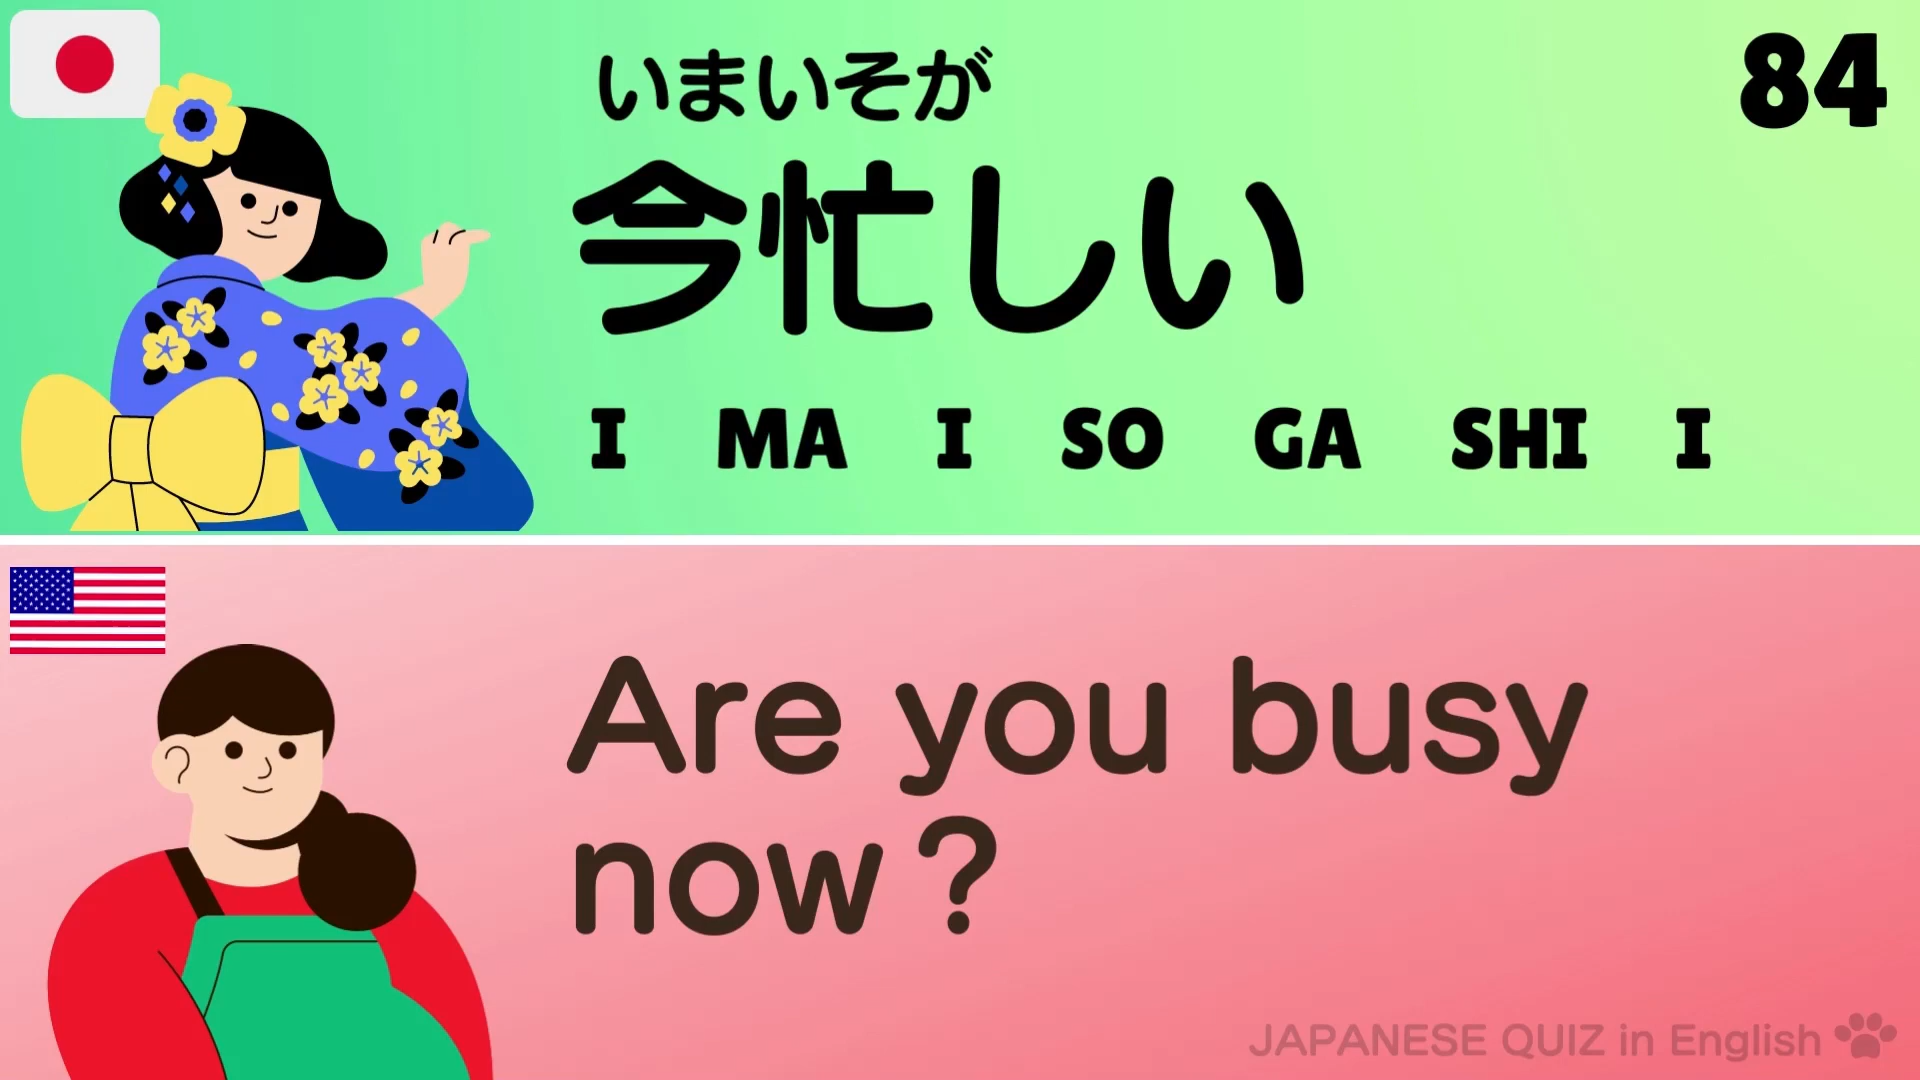 84
いまいそが
今忙しい
I MA I SO GA SHI I
Are you busy
now？
JAPANESE QUIZ in English